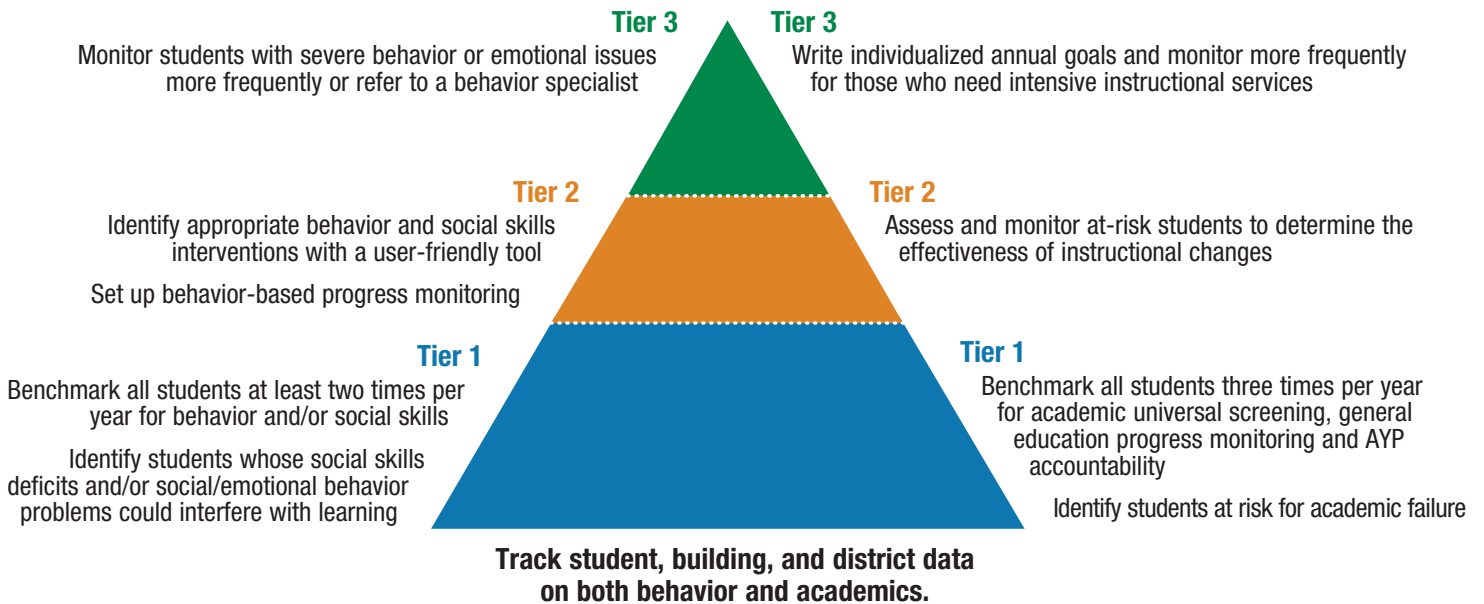 Tier 3
Monitor students with severe behavior or emotional issues
more frequently or refer to a behavior specialist
Tier 3
Write individualized annual goals and monitor more frequently
for those who need intensive instructional services
Tier 2
Identify appropriate behavior and social skills
interventions with a user-friendly tool
Set up behavior-based progress monitoring
Tier 2
Assess and monitor at-risk students to determine the
effectiveness of instructional changes
Tier 1
Benchmark all students at least two times per
year for behavior and/or social skills
Identify students whose social skills
deficits and/or social/emotional behavior
problems could interfere with learning
Tier 1
Benchmark all students three times per year
for academic universal screening, general
education progress monitoring and AYP
accountability
Identify students at risk for academic failure
Track student, building, and district data
on both behavior and academics.